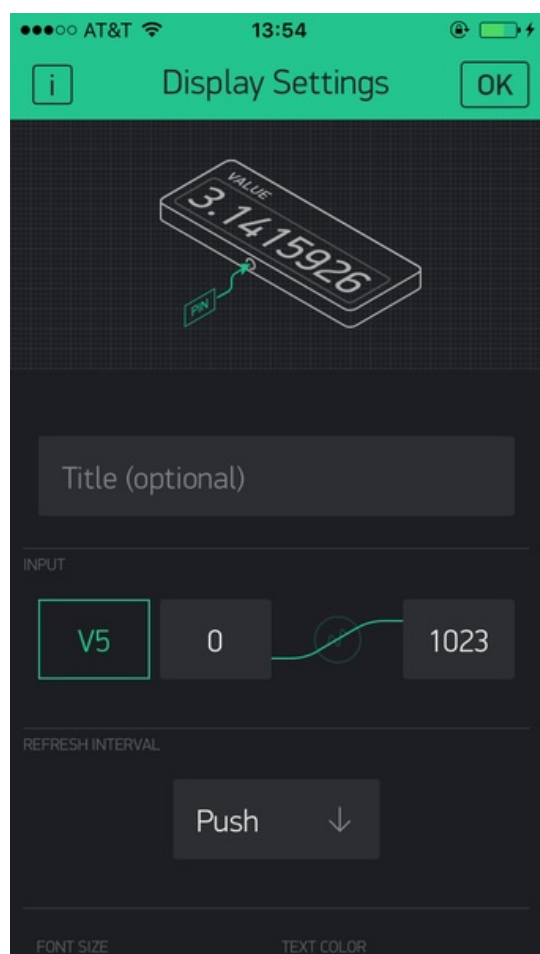 AT&T 13:54
i Display Settings OK
VALUE
3.1415926
PIN
Title (optional)
INPUT
V5 0 1023
REFRESH INTERVAL
Push
FONT SIZE TEXT COLOR